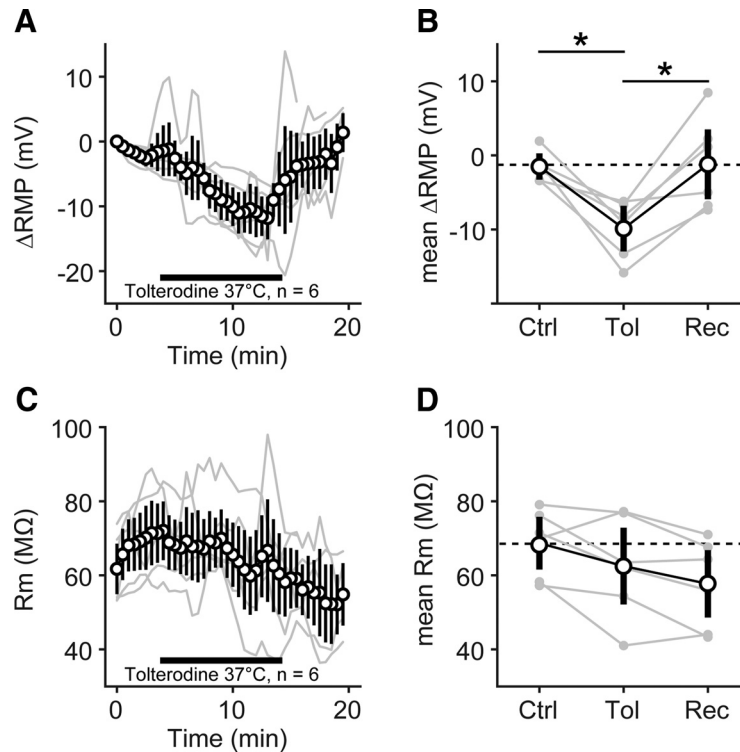 A
ΔRMP (mV)
10
0
-10
-20
Tolterodine 37°C, n = 6
0
10
20
Time (min)
B
mean ΔRMP (mV)
10
0
-10
*
*
Ctrl
Tol
Rec
C
Rm (MΩ)
100
80
60
40
Tolterodine 37°C, n = 6
0
10
20
Time (min)
D
mean Rm (MΩ)
100
80
60
40
Ctrl
Tol
Rec